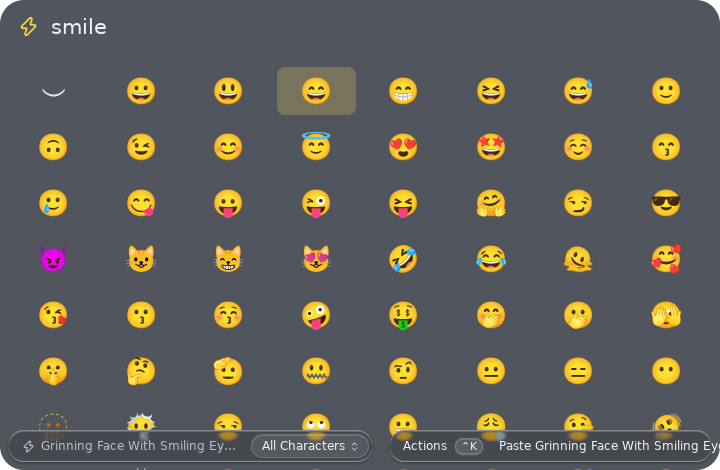 smile
Grinning Face With Smiling Ey...
All Characters
Actions
^K
Paste Grinning Face With Smiling Eye